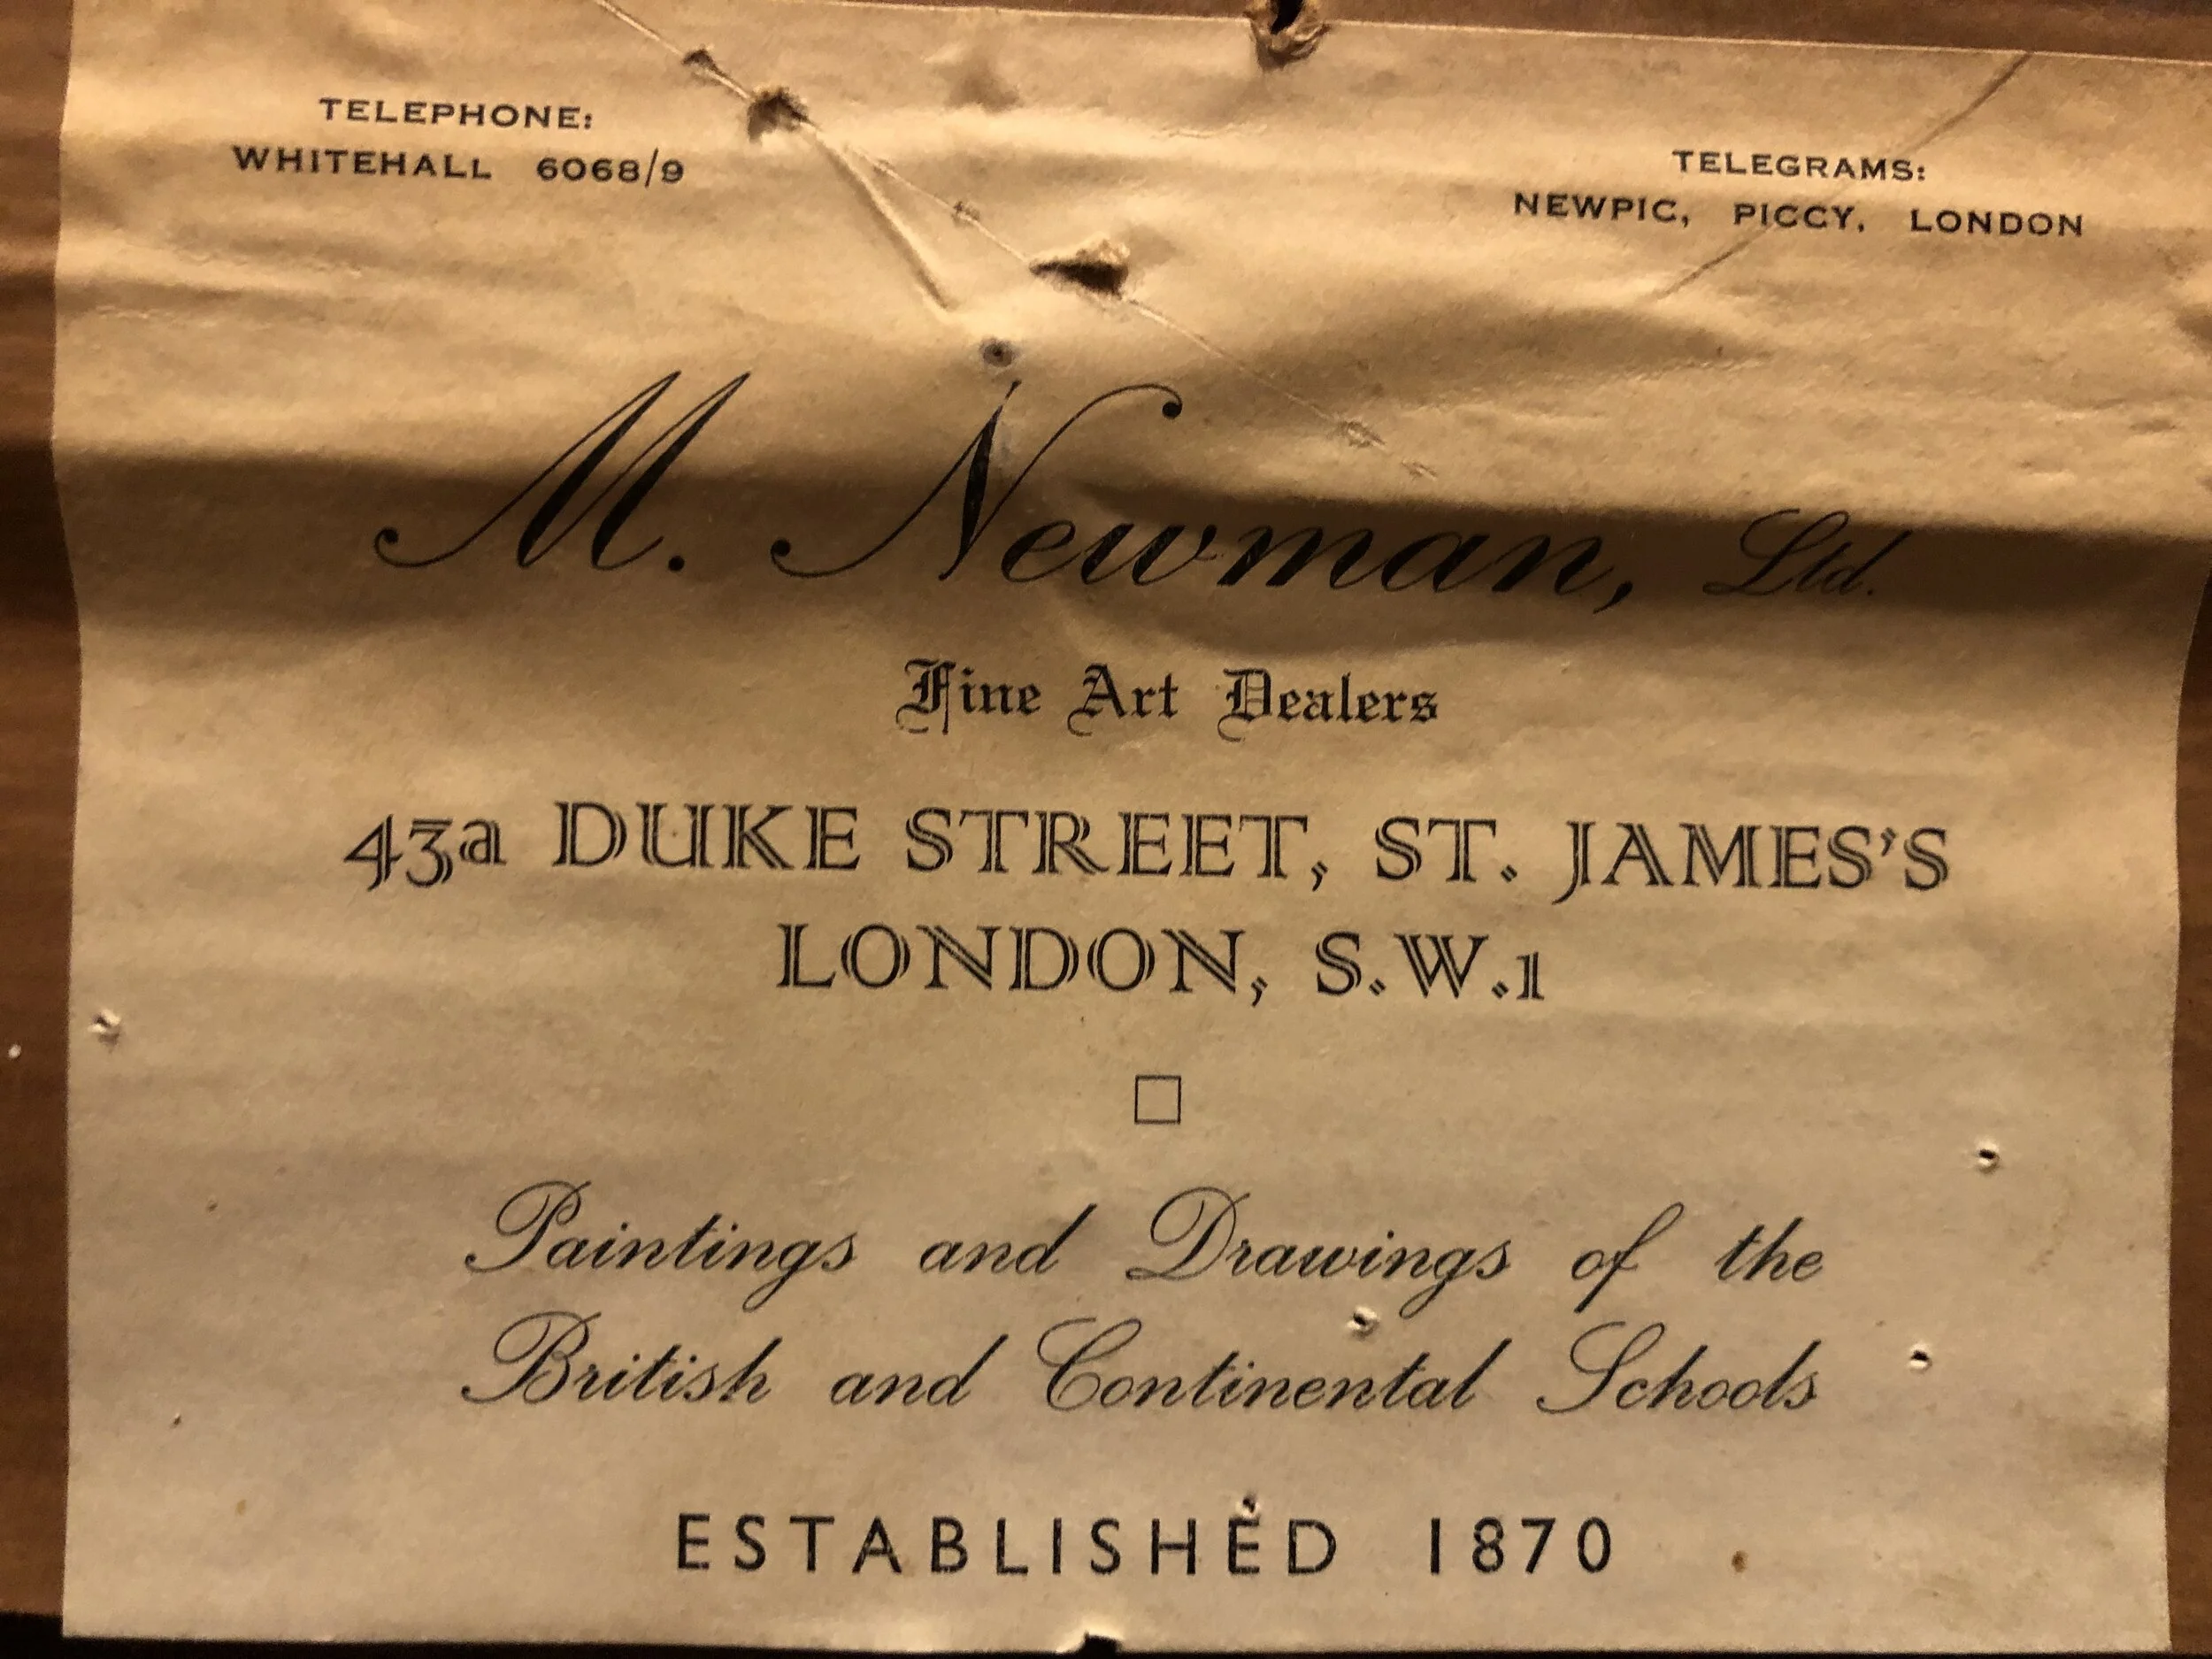 TELEPHONE:
WHITEHALL 6068/9
TELEGRAMS:
NEWPIC, PICCY, LONDON
M. Newman, Ltd.
Fine Art Dealers
43a DUKE STREET, ST. JAMES'S
LONDON, S.W.1
Paintings and Drawings of the
British and Continental Schools
ESTABLISHED 1870